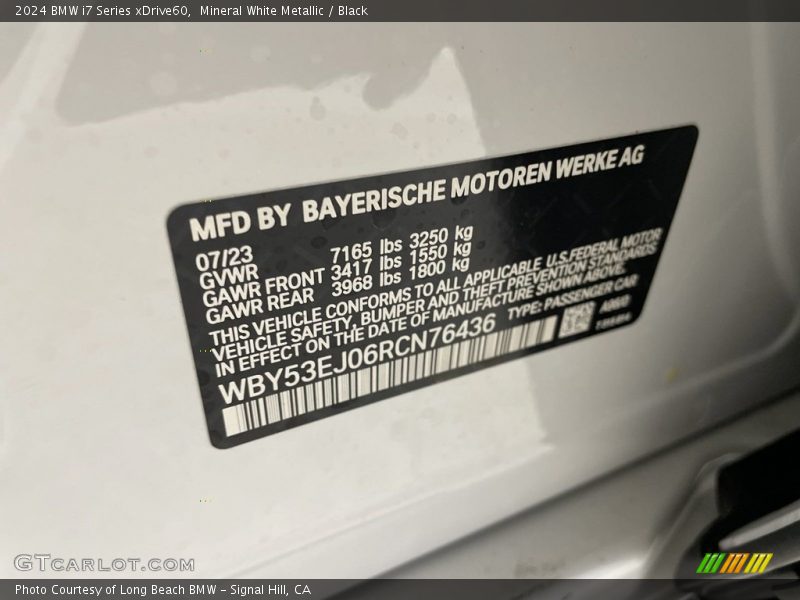 2024 BMW i7 Series xDrive60,  Mineral White Metallic / Black
MFD BY BAYERISCHE MOTOREN WERKE AG
07/23
GVWR 7165 lbs 3250 kg
GAWR FRONT 3417 lbs 1550 kg
GAWR REAR 3968 lbs 1800 kg
THIS VEHICLE CONFORMS TO ALL APPLICABLE U.S.FEDERAL MOTOR
VEHICLE SAFETY, BUMPER AND THEFT PREVENTION STANDARDS
IN EFFECT ON THE DATE OF MANUFACTURE SHOWN ABOVE.
WBY53EJ06RCN76436 TYPE: PASSENGER CAR
GTCARLOT.COM
Photo Courtesy of Long Beach BMW - Signal Hill, CA